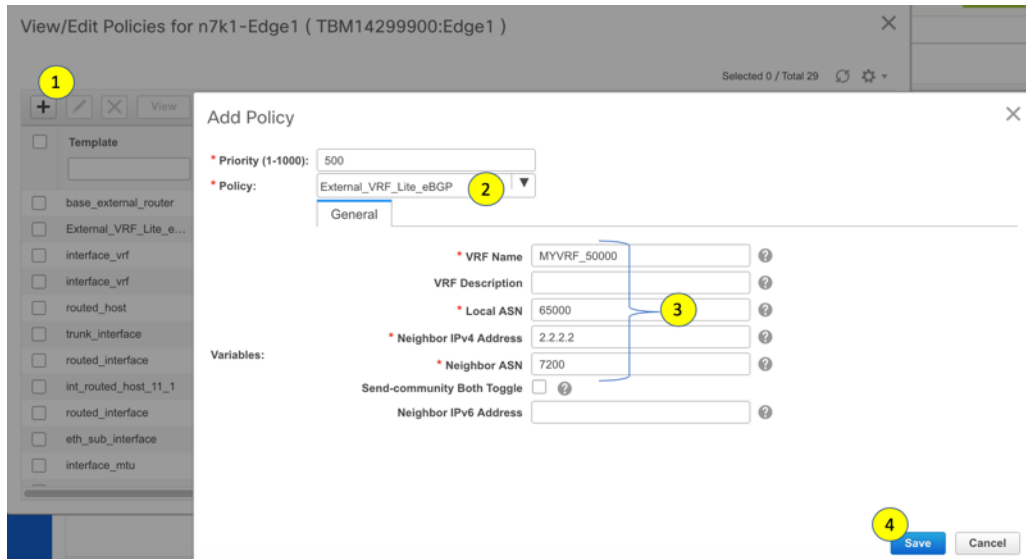 View/Edit Policies for n7k1-Edge1 ( TBM14299900:Edge1 )
Selected 0 / Total 29
1
View
Template
base_external_router
External_VRF_Lite_e...
interface_vrf
interface_vrf
routed_host
trunk_interface
routed_interface
int_routed_host_11_1
routed_interface
eth_sub_interface
interface_mtu
Add Policy
* Priority (1-1000): 500
* Policy: External_VRF_Lite_eBGP 2
General
Variables:
* VRF Name MYVRF_50000
VRF Description
* Local ASN 65000 3
* Neighbor IPv4 Address 2.2.2.2
* Neighbor ASN 7200
Send-community Both Toggle
Neighbor IPv6 Address
4
Save Cancel